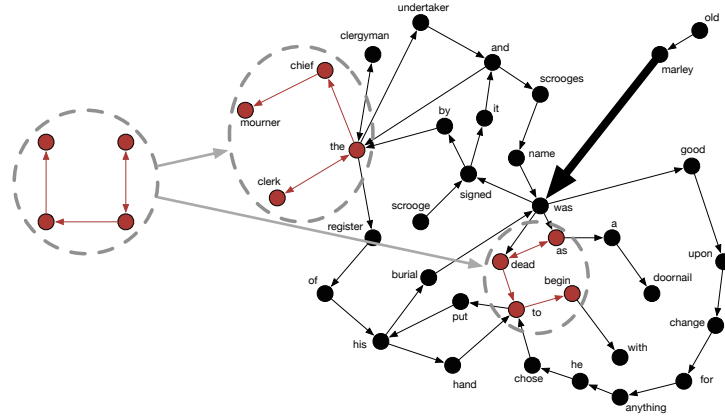 undertaker
old
clergyman
and
marley
chief
scrooges
mourner
by
it
the
name
good
clerk
signed
scrooge
was
register
a
as
upon
dead
burial
begin
doornail
of
put
to
change
his
with
hand
chose
he
for
anything